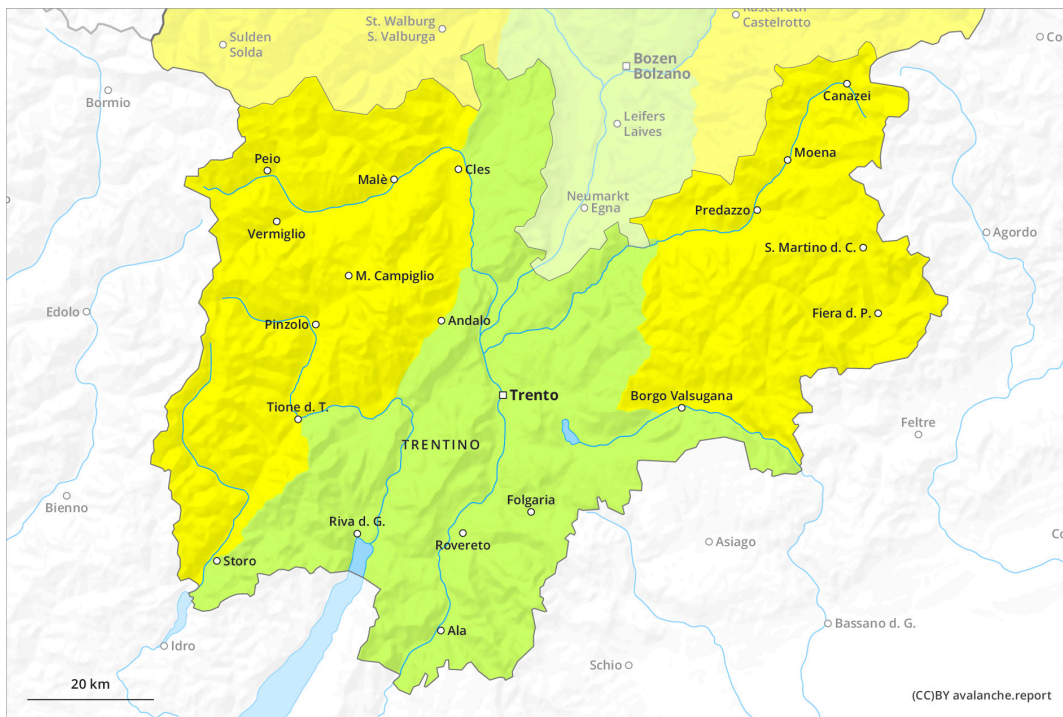 Kastelruth
Castelrotto
St. Walburg
S. Valburga
Sulden
Solda
Co
Bozen
Bolzano
Bormio
Canazei
Leifers
Laives
Moena
Peio
Malè
Cles
Neumarkt
Egna
Predazzo
Vermiglio
Agordo
S. Martino d. C.
M. Campiglio
Edolo
Pinzolo
Andalo
Fiera d. P.
Trento
Borgo Valsugana
Tione d. T.
Feltre
TRENTINO
Bienno
Folgaria
Riva d. G.
Rovereto
Asiago
Co
Storo
Ala
Bassano d. G.
Idro
Schio
20 km
(CC)BY avalanche.report